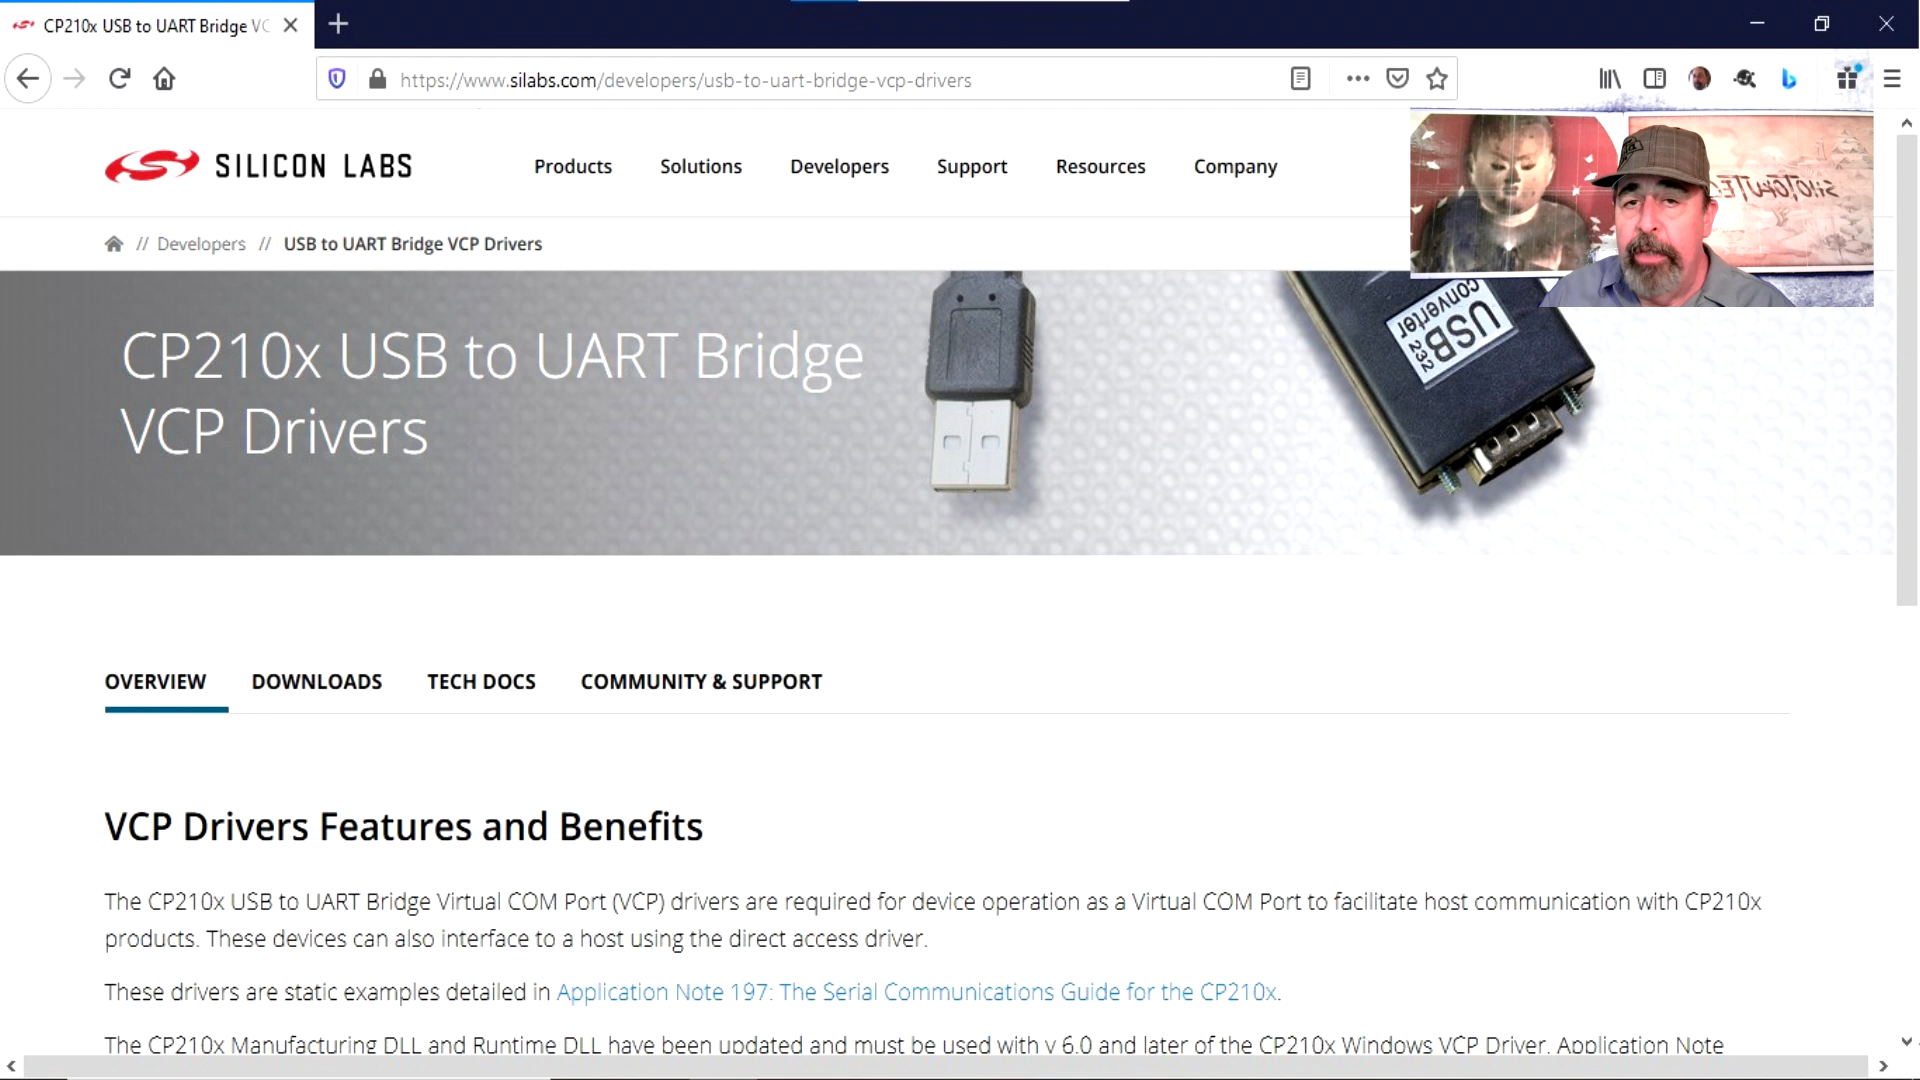 CP210x USB to UART Bridge VC
https://www.silabs.com/developers/usb-to-uart-bridge-vcp-drivers
SILICON LABS
Products
Solutions
Developers
Support
Resources
Company
// Developers // USB to UART Bridge VCP Drivers
CP210x USB to UART Bridge
VCP Drivers
USB
232
converter
OVERVIEW
DOWNLOADS
TECH DOCS
COMMUNITY & SUPPORT
VCP Drivers Features and Benefits
The CP210x USB to UART Bridge Virtual COM Port (VCP) drivers are required for device operation as a Virtual COM Port to facilitate host communication with CP210x
products. These devices can also interface to a host using the direct access driver.
These drivers are static examples detailed in Application Note 197: The Serial Communications Guide for the CP210x.
The CP210x Manufacturing DLL and Runtime DLL have been updated and must be used with v 6.0 and later of the CP210x Windows VCP Driver. Application Note